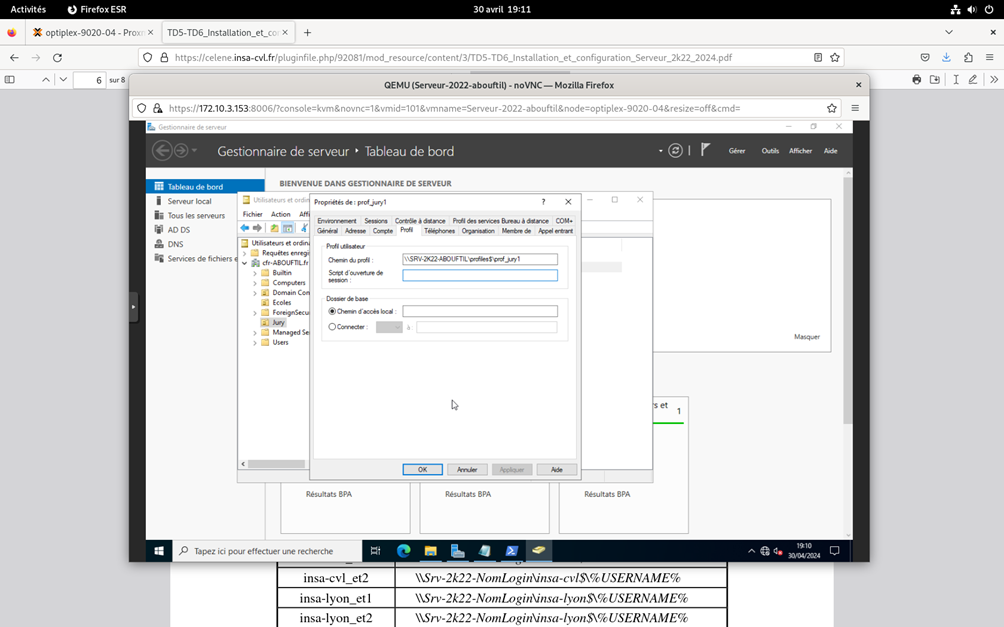 Activités Firefox ESR 30 avril 19:11
optiplex-9020-04 - Proxm
TD5-TD6_Installation_et_co
https://celene.insa-cvl.fr/pluginfile.php/92081/mod_resource/content/3/TD5-TD6_Installation_et_configuration_Serveur_2k22_2024.pdf
6 sur 8
QEMU (Serveur-2022-abouftil) - noVNC — Mozilla Firefox
https://172.10.3.153:8006/?console=kvm&novnc=1&vmid=101&vmname=Serveur-2022-abouftil&node=optiplex-9020-04&resize=off&cmd=
Gestionnaire de serveur
Gestionnaire de serveur • Tableau de bord
Gérer Outils Afficher Aide
Tableau de bord
Serveur local
Tous les serveurs
AD DS
DNS
Services de fichiers e
BIENVENUE DANS GESTIONNAIRE DE SERVEUR
Utilisateurs et ordin
Fichier Action Affi
Utilisateurs et ordina
Requêtes enregi
cfr-ABOUFTIL.fr
Builtin
Computers
Domain Con
Ecoles
ForeignSecu
Jury
Managed Se
Users
Propriétés de : prof_jury1
?
Environnement Sessions Contrôle à distance Profil des services Bureau à distance COM+
Général Adresse Compte Profil Téléphones Organisation Membre de Appel entrant
Profil utilisateur
Chemin du profil : \\SRV-2K22-ABOUFTIL\profiles$\prof_jury1
Script d'ouverture de session :
Dossier de base
Chemin d'accès local :
Connecter : à :
OK Annuler Appliquer Aide
Masquer
rs et 1
Résultats BPA Résultats BPA Résultats BPA
Tapez ici pour effectuer une recherche
19:10
30/04/2024
insa-cvl_et2 \\Srv-2k22-NomLogin\insa-cvl$\%USERNAME%
insa-lyon_et1 \\Srv-2k22-NomLogin\insa-lyon$\%USERNAME%
insa-lyon_et2 \\Srv-2k22-NomLogin\insa-lyon$\%USERNAME%